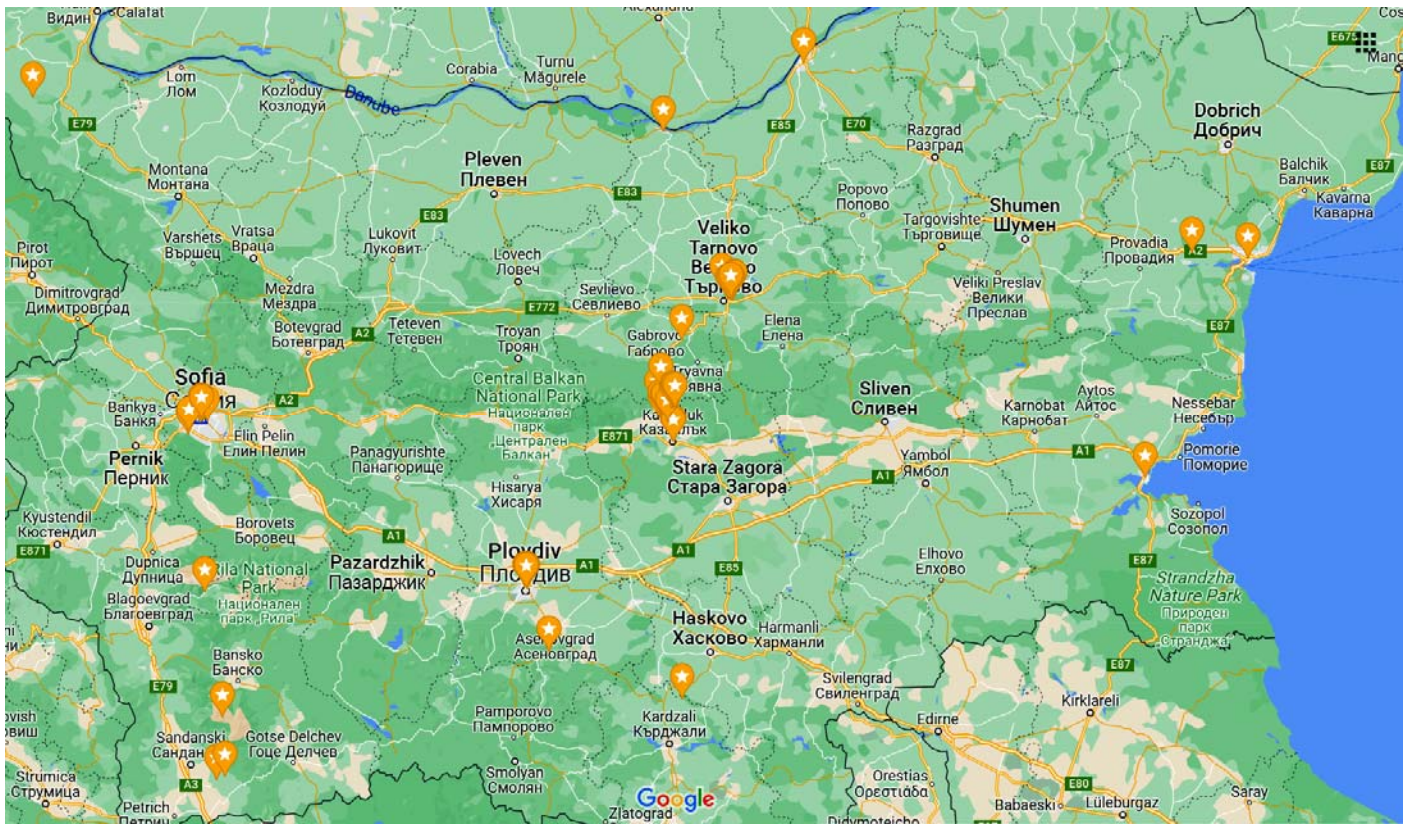 Видин
Calafat
Lom
Лом
Kozloduy
Козлодуй
Danube
Corabia
Turnu
Măgurele
E675
E79
E85
E70
Razgrad
Разград
Dobrich
Добрич
E87
Balchik
Балчик
Kavarna
Каварна
Montana
Монтана
Pleven
Плевен
E83
E83
Popovo
Попово
Shumen
Шумен
Targovishte
Търговище
Provadia
Провадия
A2
Pirot
Пирот
Varshets
Вършец
Vratsa
Враца
Lukovit
Луковит
Lovech
Ловеч
Veliko
Tarnovo
Sevlievo
Севлиево
Veliki Preslav
Велики
Преслав
Dimitrovgrad
Димитровград
Mezdra
Мездра
Botevgrad
Ботевград
A2
Teteven
Тетевен
E772
Troyan
Троян
Gabrovo
Габрово
Elena
Елена
E87
Sofia
Bankya
Банкя
A2
Elin Pelin
Елин Пелин
Central Balkan
National Park
Национален
парк
"Централен
Балкан"
Sliven
Сливен
Karnobat
Карнобат
Aytos
Айтос
Nessebar
Несебър
Pernik
Перник
Panagyurishte
Панагюрище
E871
Stara Zagora
Стара Загора
A1
Yambol
Ямбол
A1
Pomorie
Поморие
Hisarya
Хисаря
Sozopol
Созопол
Kyustendil
Кюстендил
E871
Borovets
Боровец
A1
Dupnica
Дупница
Rila National
Park
Национален
парк „Рила"
Pazardzhik
Пазарджик
Plovdiv
A1
A1
E85
Elhovo
Елхово
E87
Strandzha
Nature Park
Природен
парк
Странджа
Blagoevgrad
Благоевград
Asenovgrad
Асеновград
Haskovo
Хасково
Harmanli
Харманли
Bansko
Банско
E79
Svilengrad
Свиленград
E87
Kirklareli
Pamporovo
Пампорово
Kardzali
Кърджали
Edirne
Sandanski
Gotse Delchev
Гоце Делчев
Smolyan
Смолян
A3
Strumica
Струмица
Petrich
Google
Zlatograd
Orestias
Ορεστιάδα
E80
Babaeski
Lüleburgaz
Saray
Didymoteicho